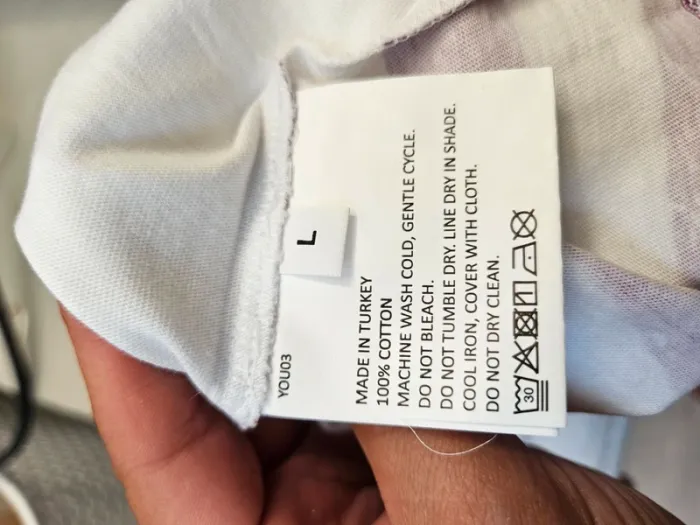 YOU03
L
MADE IN TURKEY
100% COTTON
MACHINE WASH COLD, GENTLE CYCLE.
DO NOT BLEACH.
DO NOT TUMBLE DRY. LINE DRY IN SHADE.
COOL IRON, COVER WITH CLOTH.
DO NOT DRY CLEAN.
30